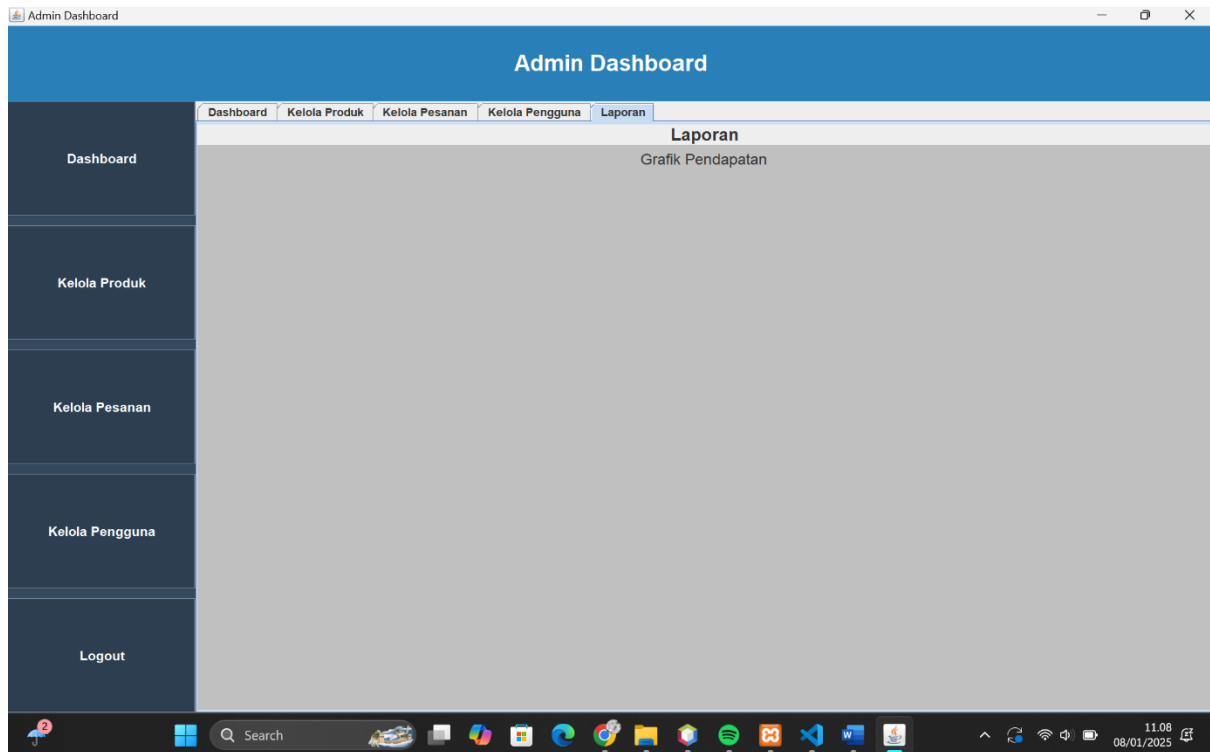 Admin Dashboard
Admin Dashboard
Dashboard
Kelola Produk
Kelola Pesanan
Kelola Pengguna
Laporan
Laporan
Grafik Pendapatan
Dashboard
Kelola Produk
Kelola Pesanan
Kelola Pengguna
Logout
2
Search
W
11.08
08/01/2025